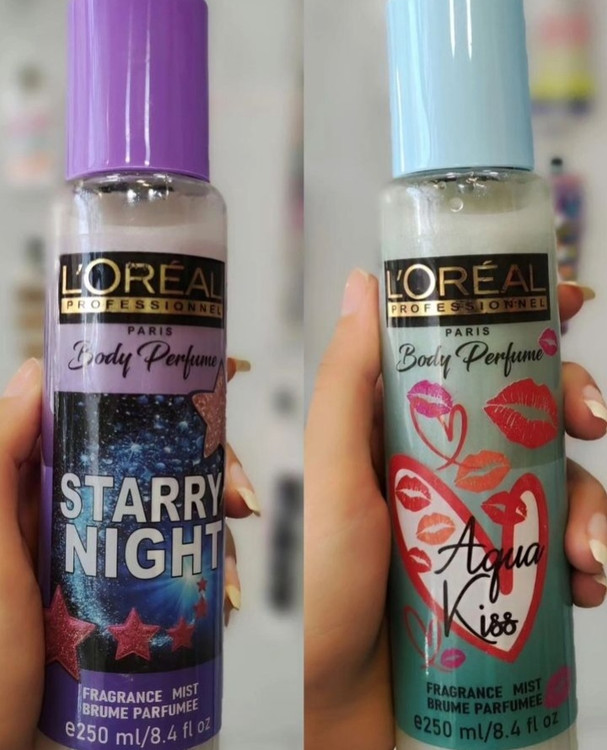 L'ORÉAL
PROFESSIONNEL
PARIS
Body Perfume
STARRY
NIGHT
FRAGRANCE MIST
BRUME PARFUMEE
e250 ml/8.4 fl oz
L'ORÉAL
PROFESSIONNEL
PARIS
Body Perfume
Aqua
Kiss
FRAGRANCE MIST
BRUME PARFUMEE
e250 ml/8.4 fl oz